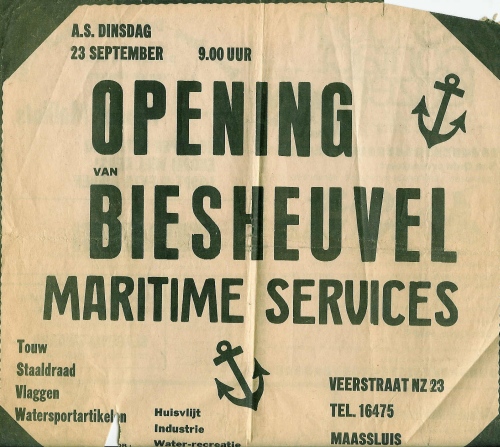 A.S. DINSDAG
23 SEPTEMBER 9.00 UUR
OPENING
VAN
BIESHEUVEL
MARITIME SERVICES
Touw
Staaldraad
Vlaggen
Watersportartikelen
Huisvlijt
Industrie
Water-recreatie
VEERSTRAAT NZ 23
TEL. 16475
MAASSLUIS